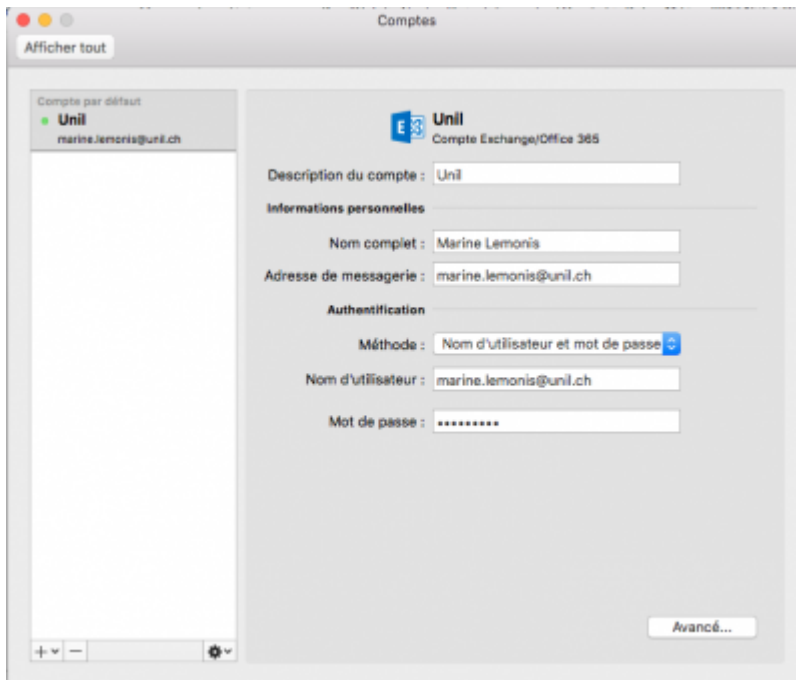 Comptes
Afficher tout
Compte par défaut
Unil
marine.lemonis@unil.ch
Unil
Compte Exchange/Office 365
Description du compte : Unil
Informations personnelles
Nom complet : Marine Lemonis
Adresse de messagerie : marine.lemonis@unil.ch
Authentification
Méthode : Nom d'utilisateur et mot de passe
Nom d'utilisateur : marine.lemonis@unil.ch
Mot de passe : •••••••••
Avancé...